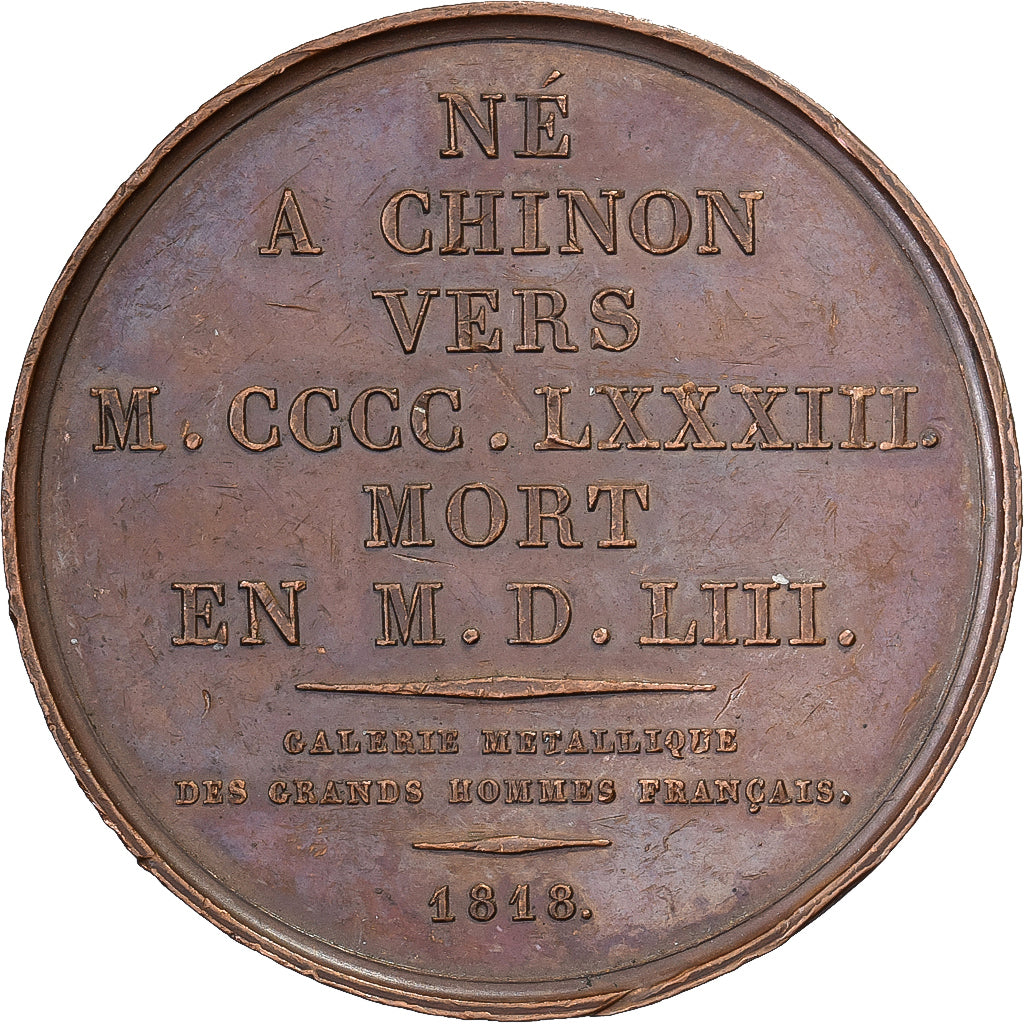 NÉ
A CHINON
VERS
M. CCCC. LXXXIII.
MORT
EN M. D. LIII.
GALERIE METALLIQUE
DES GRANDS HOMMES FRANÇAIS.
1818.